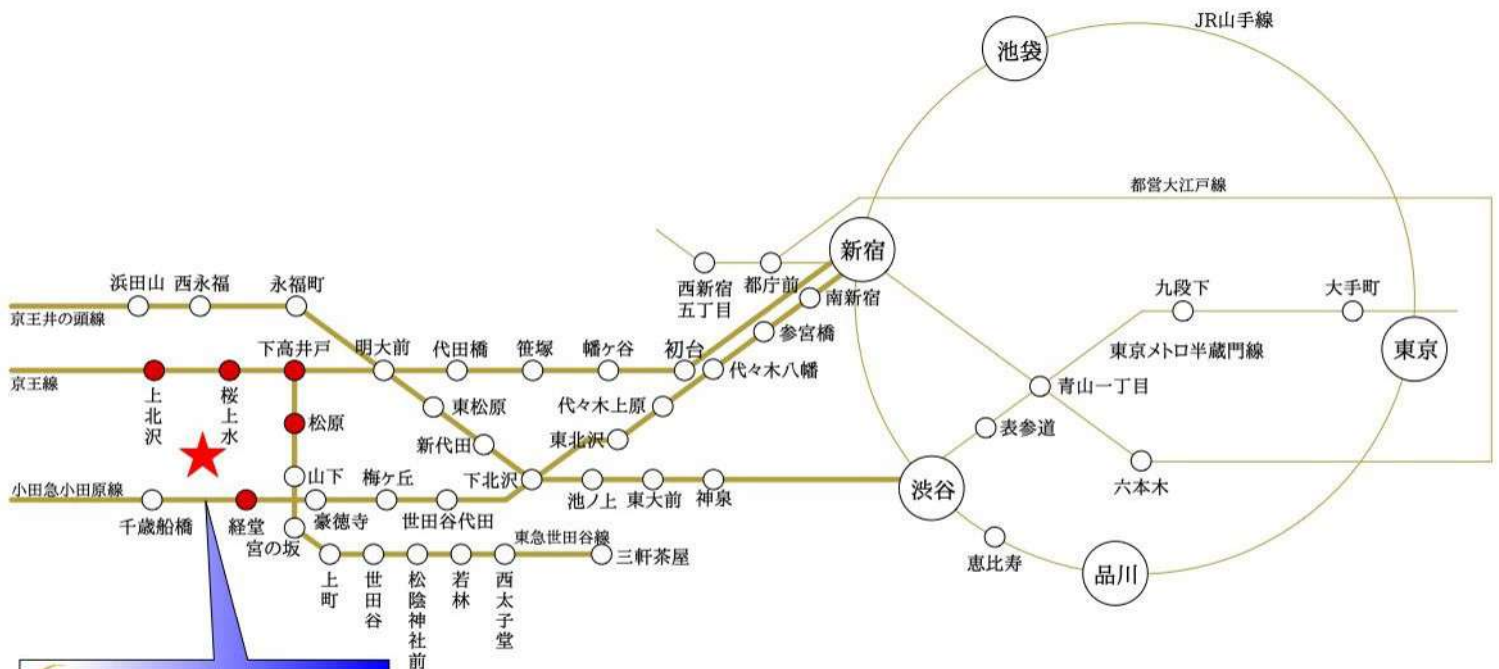 JR山手線
池袋
都営大江戸線
新宿
西新宿
五丁目
都庁前
南新宿
参宮橋
九段下
大手町
東京メトロ半蔵門線
東京
浜田山
西永福
永福町
京王井の頭線
下高井戸
明大前
代田橋
笹塚
幡ヶ谷
初台
代々木八幡
京王線
上北沢
桜上水
松原
東松原
代々木上原
青山一丁目
表参道
新代田
東北沢
山下
梅ヶ丘
下北沢
池ノ上
東大前
神泉
渋谷
六本木
小田急小田原線
千歳船橋
経堂
豪徳寺
世田谷代田
宮の坂
東急世田谷線
三軒茶屋
恵比寿
品川
上町
世田谷
松陰神社前
若林
西太子堂